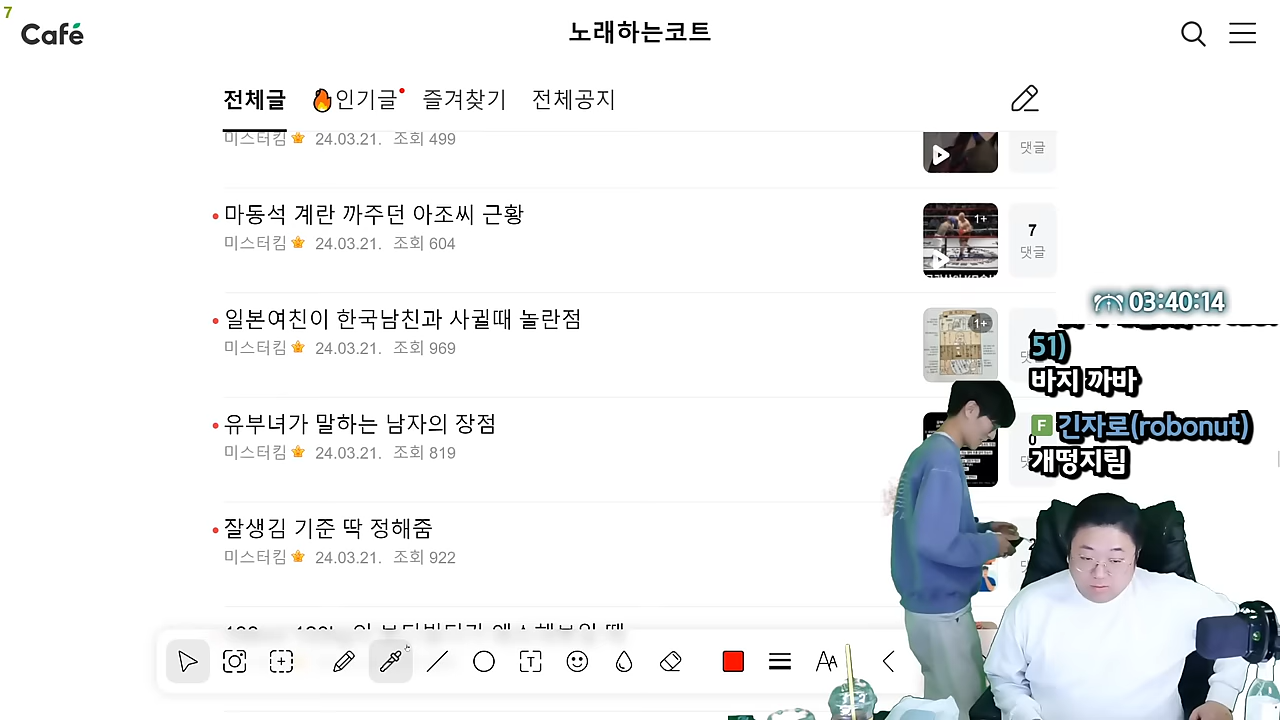 7
Café
노래하는코트
전체글
🔥인기글
즐겨찾기
전체공지
미스터킴 24.03.21. 조회 499
댓글
마동석 계란 까주던 아조씨 근황
미스터킴 24.03.21. 조회 604
1+
7
댓글
일본여친이 한국남친과 사귈때 놀란점
미스터킴 24.03.21. 조회 969
1+
유부녀가 말하는 남자의 장점
미스터킴 24.03.21. 조회 819
0
잘생김 기준 딱 정해줌
미스터킴 24.03.21. 조회 922
03:40:14
51)
바지 까바
F 긴자로(robonut)
개떵지림
T
AA